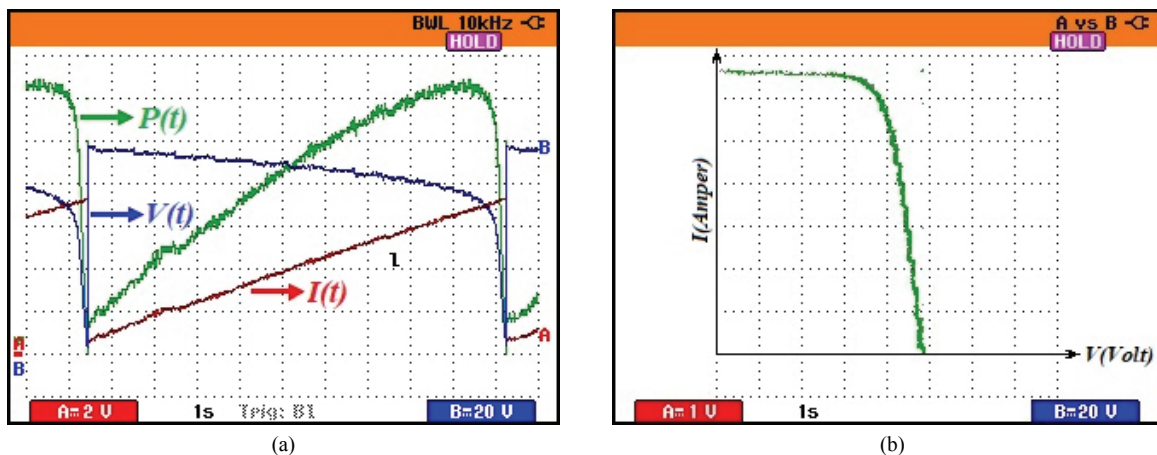 BWL 10kHz
HOLD
P(t)
B
V(t)
I(t)
A
A
B
A=2 V
1s
Trig: B1
B=20 V
(a)
A vs B
HOLD
I(Amper)
V(Volt)
A=1 V
1s
B=20 V
(b)